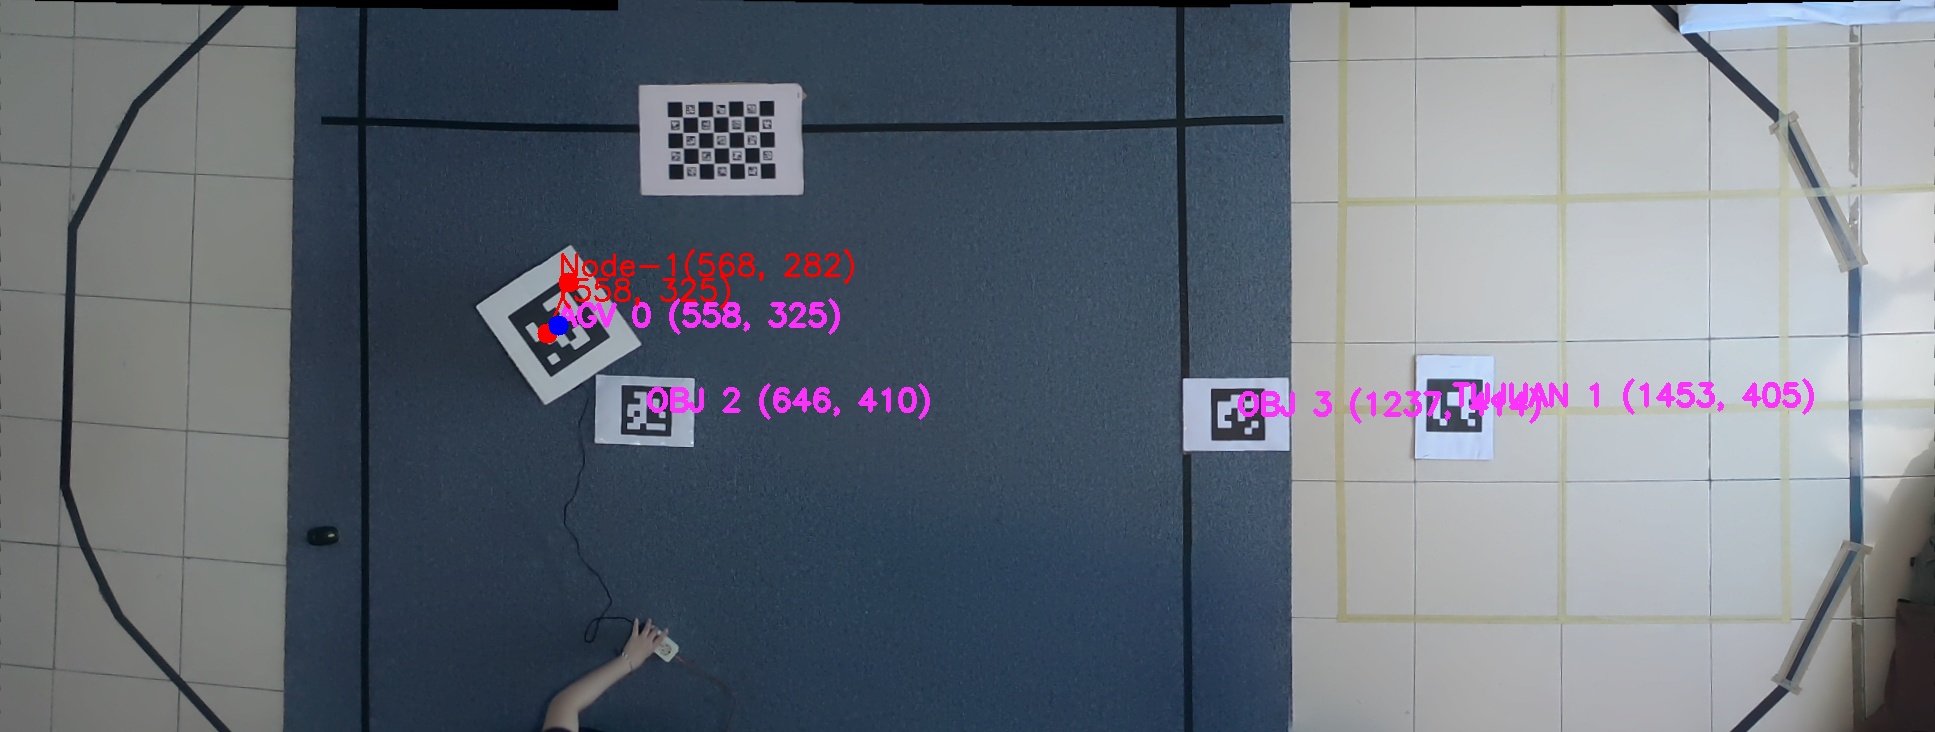 Node-1(568, 282)
(558, 325)
AGV 0 (558, 325)
OBJ 2 (646, 410)
OBJ 3 (1237, 414)
TUJUAN 1 (1453, 405)